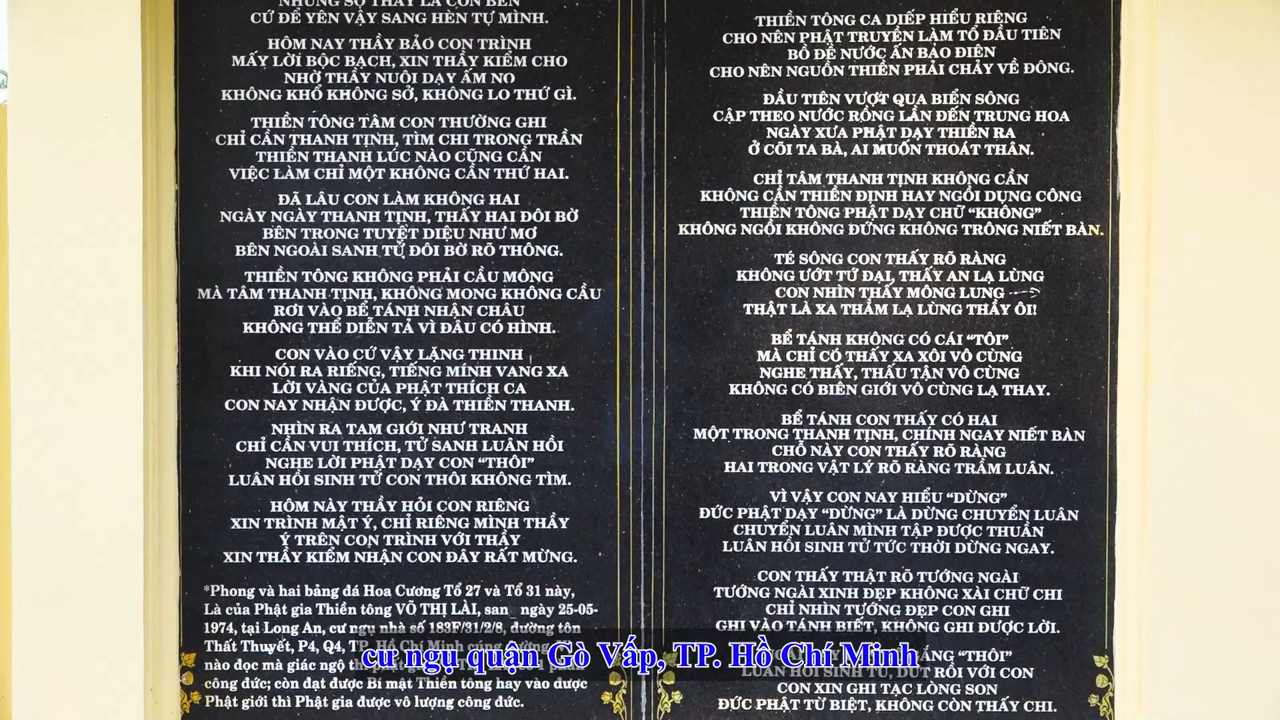 CỨ ĐỂ YÊN VẬY SANG HÈN TỰ MÌNH.
HÔM NAY THẦY BẢO CON TRÌNH
MẤY LỜI BỘC BẠCH, XIN THẦY KIỂM CHO
NHỜ THẦY NUÔI DẠY ẤM NO
KHÔNG KHỔ KHÔNG SỞ, KHÔNG LO THỨ GÌ.
THIỀN TÔNG TÂM CON THƯỜNG GHI
CHỈ CẦN THANH TỊNH, TÌM CHI TRONG TRẦN
THIỀN THANH LÚC NÀO CŨNG CẦN
VIỆC LÀM CHỈ MỘT KHÔNG CẦN THỨ HAI.
ĐÃ LÂU CON LÀM KHÔNG HAI
NGÀY NGÀY THANH TỊNH, THẤY HAI ĐÔI BỜ
BÊN TRONG TUYỆT DIỆU NHƯ MƠ
BÊN NGOÀI SANH TỬ ĐÔI BỜ RÕ THÔNG.
THIỀN TÔNG KHÔNG PHẢI CẦU MÔNG
MÀ TÂM THANH TỊNH, KHÔNG MONG KHÔNG CẦU
RƠI VÀO BỂ TÁNH NHẬN CHÂU
KHÔNG THỂ DIỄN TẢ VÌ ĐÂU CÓ HÌNH.
CON VÀO CỨ VẬY LẶNG THINH
KHI NÓI RA RIẾNG, TIẾNG MÍNH VANG XA
LỜI VÀNG CỦA PHẬT THÍCH CA
CON NAY NHẬN ĐƯỢC, Ý ĐÀ THIỀN THANH.
NHÌN RA TAM GIỚI NHƯ TRANH
CHỈ CẦN VUI THÍCH, TỬ SANH LUÂN HỒI
NGHE LỜI PHẬT DẠY CON “THÔI”
LUÂN HỒI SINH TỬ CON THÔI KHÔNG TÌM.
HÔM NÀY THẦY HỎI CON RIÊNG
XIN TRÌNH MẬT Ý, CHỈ RIÊNG MÌNH THẦY
Ý TRÊN CON TRÌNH VỚI THẦY
XIN THẦY KIỂM NHẬN CON ĐÂY RẤT MỪNG.
*Phong và hai bảng đá Hoa Cương Tổ 27 và Tổ 31 này,
Là của Phật gia Thiền tông VÕ THỊ LÀI, san_ ngày 25-05-
1974, tại Long An, cư ngụ nhà số 183F/31/2/8, đường tôn
Thất Thuyết, P4, Q4, TP. Hồ Chí Minh cúng dường
nào đọc mà giác ngộ
công đức; còn đạt được Bí mật Thiền tông hay vào được
Phật giới thì Phật gia được vô lượng công đức.
THIỀN TÔNG CA DIẾP HIỂU RIÊNG
CHO NÊN PHẬT TRUYỀN LÀM TỔ ĐẦU TIÊN
BỒ ĐỀ NƯỚC ẤN BẢO ĐIÊN
CHO NÊN NGUỒN THIỀN PHẢI CHẢY VỀ ĐÔNG.
ĐẦU TIÊN VƯỢT QUA BIỂN SÔNG
CẬP THEO NƯỚC RỒNG LẦN ĐẾN TRUNG HOA
NGÀY XƯA PHẬT DẠY THIỀN RA
Ở CÕI TA BÀ, AI MUỐN THOÁT THÂN.
CHỈ TÂM THANH TỊNH KHÔNG CẦN
KHÔNG CẦN THIỀN ĐỊNH HAY NGỒI DỤNG CÔNG
THIỀN TÔNG PHẬT DẠY CHỮ “KHÔNG”
KHÔNG NGỒI KHÔNG ĐỨNG KHÔNG TRÔNG NIẾT BÀN.
TÉ SÔNG CON THẤY RÕ RÀNG
KHÔNG ƯỚT TỨ ĐẠI, THẤY AN LẠ LÙNG
CON NHÌN THẤY MÔNG LUNG
THẬT LÀ XA THẲM LẠ LÙNG THẦY ÔI!
BỂ TÁNH KHÔNG CÓ CÁI “TÔI”
MÀ CHỈ CÓ THẤY XA XÔI VÔ CÙNG
NGHE THẤY, THẤU TẬN VÔ CÙNG
KHÔNG CÓ BIÊN GIỚI VÔ CÙNG LẠ THAY.
BỂ TÁNH CON THẤY CÓ HAI
MỘT TRONG THANH TỊNH, CHÍNH NGAY NIẾT BÀN
CHỖ NÀY CON THẤY RÕ RÀNG
HAI TRONG VẬT LÝ RÕ RÀNG TRẦM LUÂN.
VÌ VẬY CON NAY HIỂU “DỪNG”
ĐỨC PHẬT DẠY “DỪNG” LÀ DỪNG CHUYỂN LUÂN
CHUYỂN LUÂN MÌNH TẬP ĐƯỢC THUẦN
LUÂN HỒI SINH TỬ TỨC THỜI DỪNG NGAY.
CON THẤY THẬT RÕ TƯỚNG NGÀI
TƯỚNG NGÀI XINH ĐẸP KHÔNG XÀI CHỮ CHI
CHỈ NHÌN TƯỚNG ĐẸP CON GHI
GHI VÀO TÁNH BIẾT, KHÔNG GHI ĐƯỢC LỜI.
“THÔI”
LUÂN HỒI SINH TỬ, DỨT RỒI VỚI CON
CON XIN GHI TẠC LÒNG SON
ĐỨC PHẬT TỪ BIỆT, KHÔNG CÒN THẤY CHI.
cư ngụ quận Gò Vấp, TP. Hồ Chí Minh